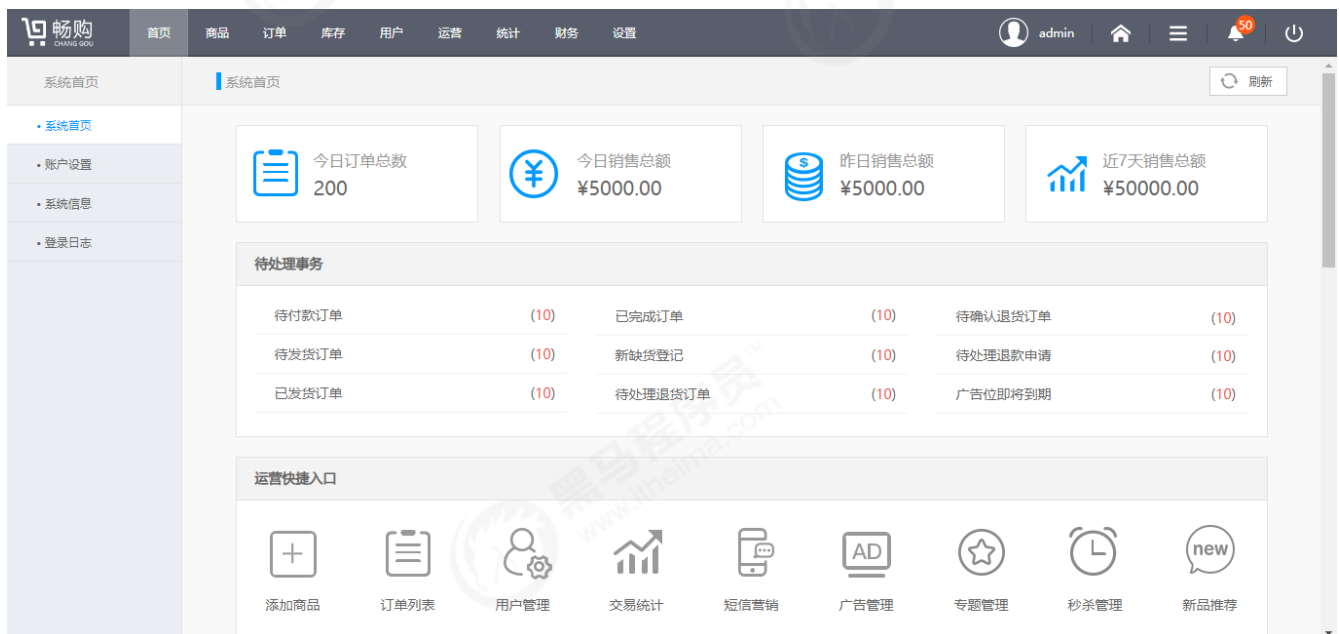 畅购 CHANG GOU 首页 商品 订单 库存 用户 运营 统计 财务 设置 admin 50
系统首页 系统首页 刷新
• 系统首页
• 账户设置
• 系统信息
• 登录日志
今日订单总数 今日销售总额 昨日销售总额 近7天销售总额
200 ¥5000.00 ¥5000.00 ¥50000.00
待处理事务
待付款订单 (10) 已完成订单 (10) 待确认退货订单 (10)
待发货订单 (10) 新缺货登记 (10) 待处理退款申请 (10)
已发货订单 (10) 待处理退货订单 (10) 广告位即将到期 (10)
黑马程序员™
www.itheima.com
运营快捷入口
AD new
添加商品 订单列表 用户管理 交易统计 短信营销 广告管理 专题管理 秒杀管理 新品推荐